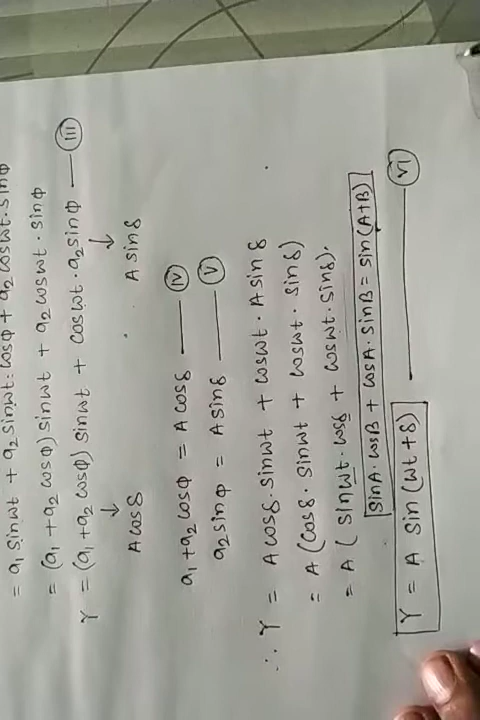 = a₁ sinωt + a₂ sinωt. cosφ + a₂ cosωt. sinφ
= (a₁ + a₂ cosφ) sinωt + a₂ cosωt. sinφ
Y = (a₁ + a₂ cosφ) sinωt + cosωt. a₂ sinφ — (iii)
↓ ↓
A cosδ A sinδ
a₁ + a₂ cosφ = A cosδ — (iv)
a₂ sinφ = A sinδ — (v)
∴ Y = A cosδ. sinωt + cosωt. A sinδ
= A (cosδ. sinωt + cosωt. sinδ)
= A (sinωt. cosδ + cosωt. sinδ).
[sinA. cosB + cosA. sinB = sin(A+B)]
Y = A sin (ωt + δ) — (vi)